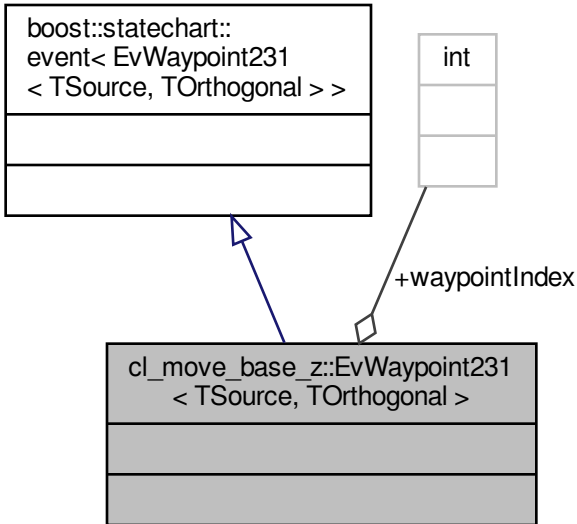 boost::statechart::
event< EvWaypoint231
< TSource, TOrthogonal > >
int
+waypointIndex
cl_move_base_z::EvWaypoint231
< TSource, TOrthogonal >